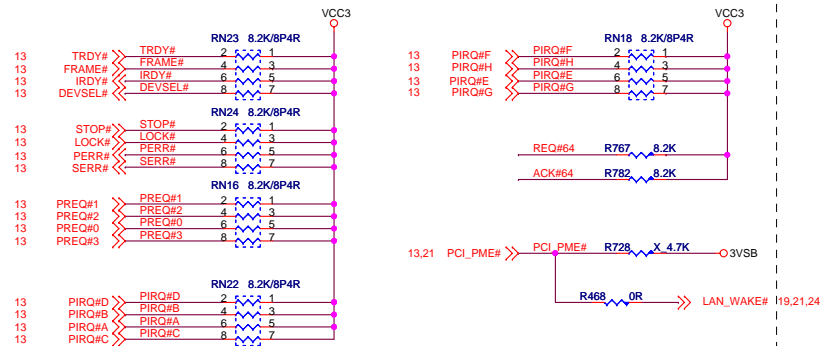 VCC3
RN23 8.2K/8P4R
13 TRDY# TRDY# 2 1
13 FRAME# FRAME# 4 3
13 IRDY# IRDY# 6 5
13 DEVSEL# DEVSEL# 8 7
RN24 8.2K/8P4R
13 STOP# STOP# 2 1
13 LOCK# LOCK# 4 3
13 PERR# PERR# 6 5
13 SERR# SERR# 8 7
RN16 8.2K/8P4R
13 PREQ#1 PREQ#1 2 1
13 PREQ#2 PREQ#2 4 3
13 PREQ#0 PREQ#0 6 5
13 PREQ#3 PREQ#3 8 7
RN22 8.2K/8P4R
13 PIRQ#D PIRQ#D 2 1
13 PIRQ#B PIRQ#B 4 3
13 PIRQ#A PIRQ#A 6 5
13 PIRQ#C PIRQ#C 8 7
VCC3
RN18 8.2K/8P4R
13 PIRQ#F PIRQ#F 2 1
13 PIRQ#H PIRQ#H 4 3
13 PIRQ#E PIRQ#E 6 5
13 PIRQ#G PIRQ#G 8 7
REQ#64 R767 8.2K
ACK#64 R782 8.2K
13,21 PCI_PME# PCI_PME# R728 X_4.7K 3VSB
R468 0R LAN_WAKE# 19,21,24